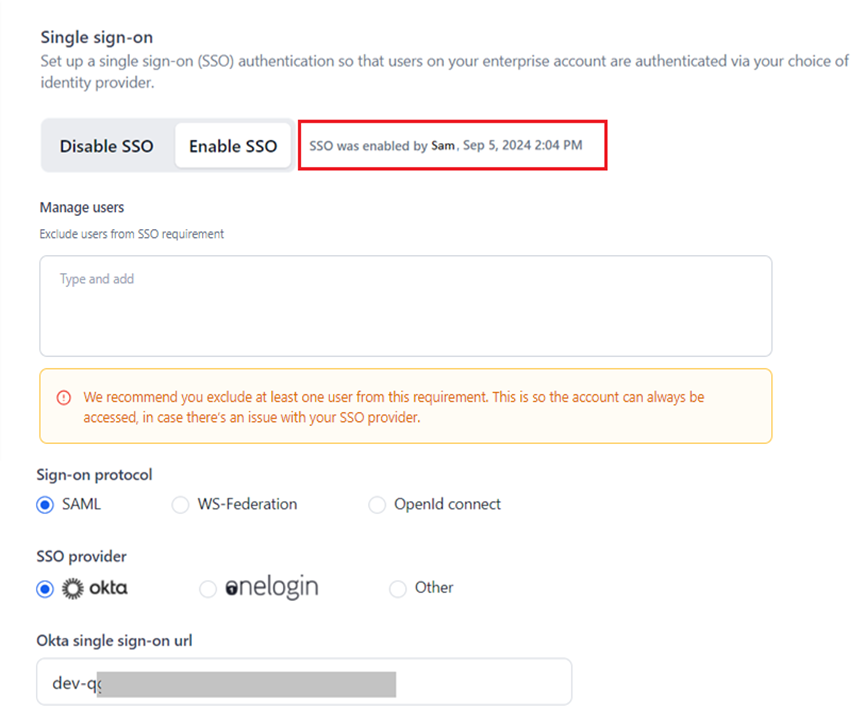 Single sign-on
Set up a single sign-on (SSO) authentication so that users on your enterprise account are authenticated via your choice of
identity provider.
Disable SSO Enable SSO SSO was enabled by Sam, Sep 5, 2024 2:04 PM
Manage users
Exclude users from SSO requirement
Type and add
We recommend you exclude at least one user from this requirement. This is so the account can always be
accessed, in case there's an issue with your SSO provider.
Sign-on protocol
SAML WS-Federation OpenId connect
SSO provider
okta onelogin Other
Okta single sign-on url